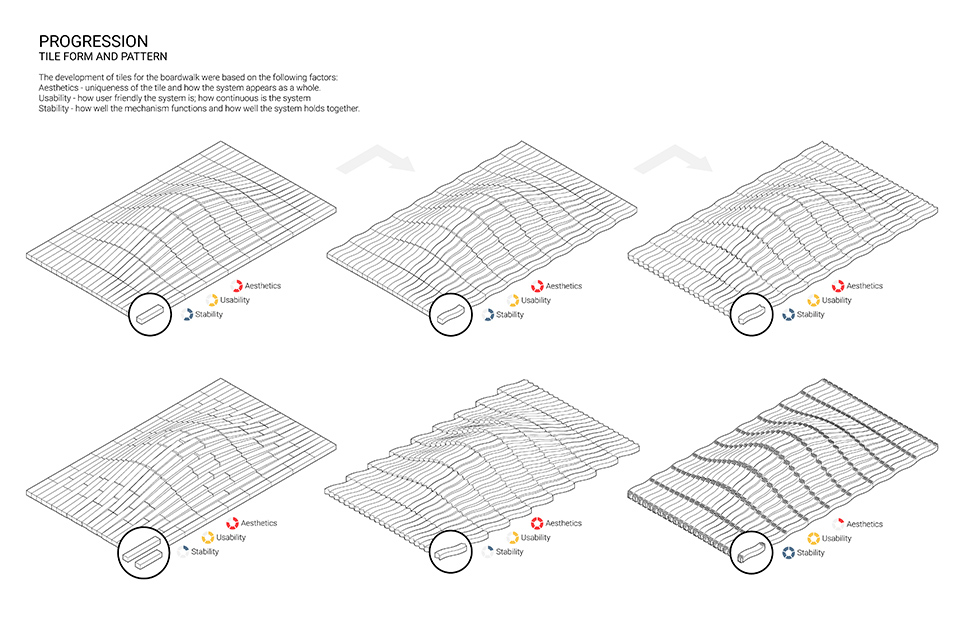 PROGRESSION
TILE FORM AND PATTERN
The development of tiles for the boardwalk were based on the following factors:
Aesthetics - uniqueness of the tile and how the system appears as a whole.
Usability - how user friendly the system is; how continuous is the system
Stability - how well the mechanism functions and how well the system holds together.
Aesthetics
Usability
Stability
Aesthetics
Usability
Stability
Aesthetics
Usability
Stability
Aesthetics
Usability
Stability
Aesthetics
Usability
Stability
Aesthetics
Usability
Stability